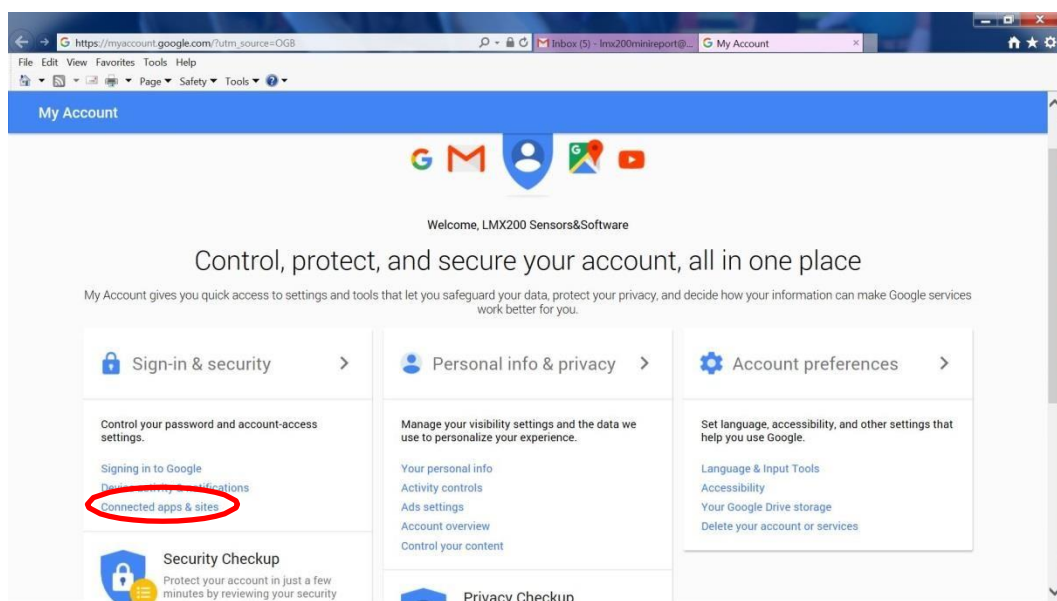 https://myaccount.google.com/?utm_source=OGB
Inbox (5) - lmx200minireport@...
My Account
File Edit View Favorites Tools Help
Page Safety Tools
My Account
Welcome, LMX200 Sensors&Software
Control, protect, and secure your account, all in one place
My Account gives you quick access to settings and tools that let you safeguard your data, protect your privacy, and decide how your information can make Google services
work better for you.
Sign-in & security
Control your password and account-access
settings.
Signing in to Google
Device activity & notifications
Connected apps & sites
Security Checkup
Protect your account in just a few
minutes by reviewing your security
Personal info & privacy
Manage your visibility settings and the data we
use to personalize your experience.
Your personal info
Activity controls
Ads settings
Account overview
Control your content
Privacy Checkup
Account preferences
Set language, accessibility, and other settings that
help you use Google.
Language & Input Tools
Accessibility
Your Google Drive storage
Delete your account or services